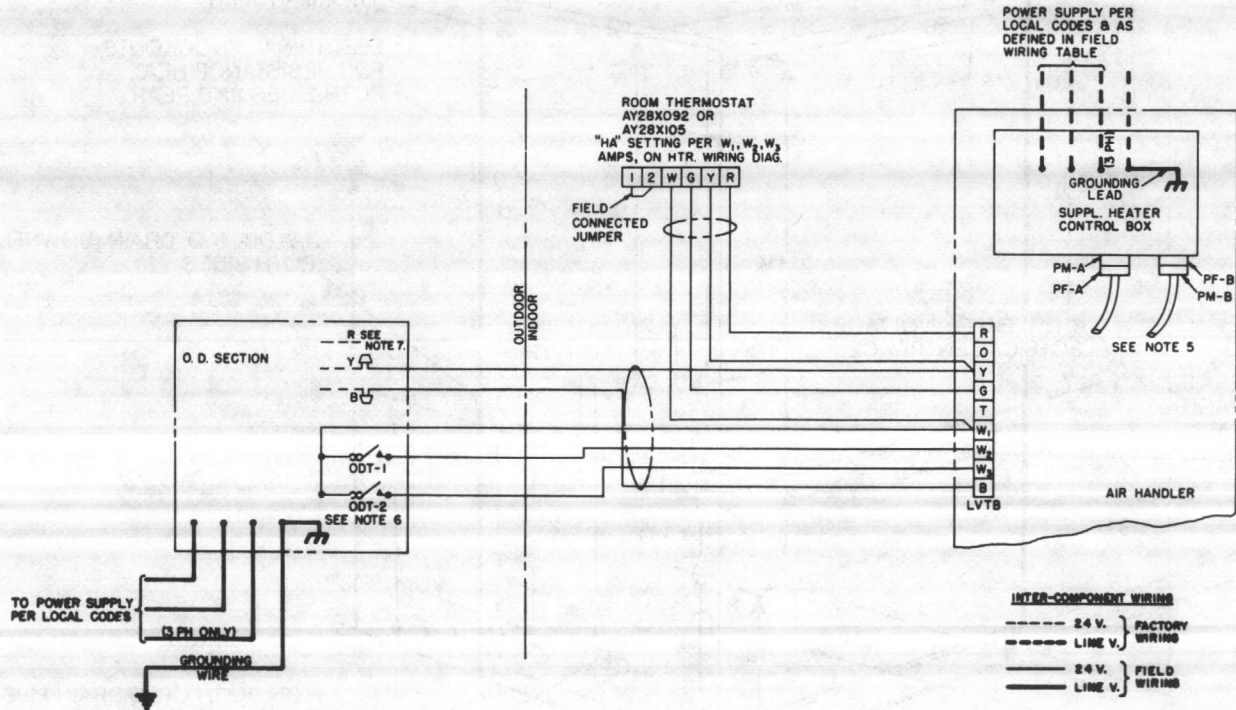 POWER SUPPLY PER
LOCAL CODES & AS
DEFINED IN FIELD
WIRING TABLE
ROOM THERMOSTAT
AY28X092 OR
AY28X105
"HA" SETTING PER W1, W2, W3
AMPS, ON HTR. WIRING DIAG.
1 2 W G Y R
FIELD
CONNECTED
JUMPER
(3 PH)
GROUNDING
LEAD
SUPPL. HEATER
CONTROL BOX
PM-A
PF-A
PF-B
PM-B
SEE NOTE 5
OUTDOOR
INDOOR
O. D. SECTION
R SEE
NOTE 7.
Y
B
R
O
Y
G
T
W1
W2
W3
B
LVTB
AIR HANDLER
ODT-1
ODT-2
SEE NOTE 6
TO POWER SUPPLY
PER LOCAL CODES
(3 PH ONLY)
GROUNDING
WIRE
INTER-COMPONENT WIRING
24 V.
LINE V.
FACTORY
WIRING
24 V.
LINE V.
FIELD
WIRING